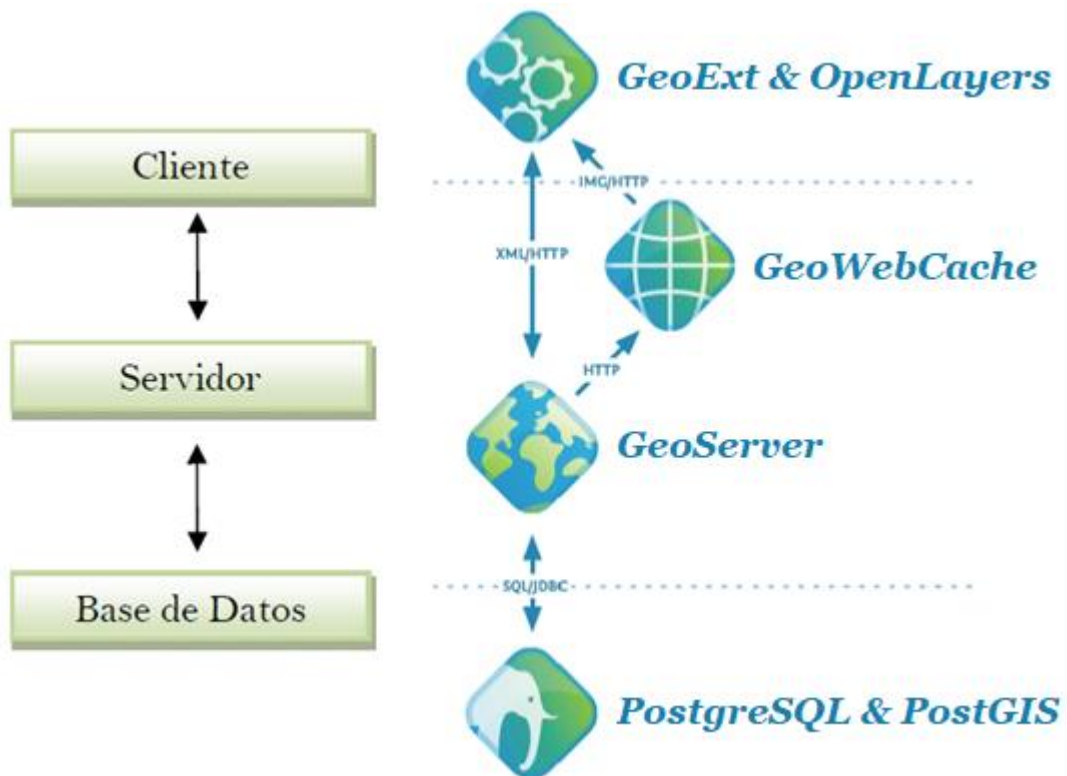 GeoExt & OpenLayers
Cliente
IMG/HTTP
XML/HTTP
GeoWebCache
Servidor
HTTP
GeoServer
SQL/JDBC
Base de Datos
PostgreSQL & PostGIS